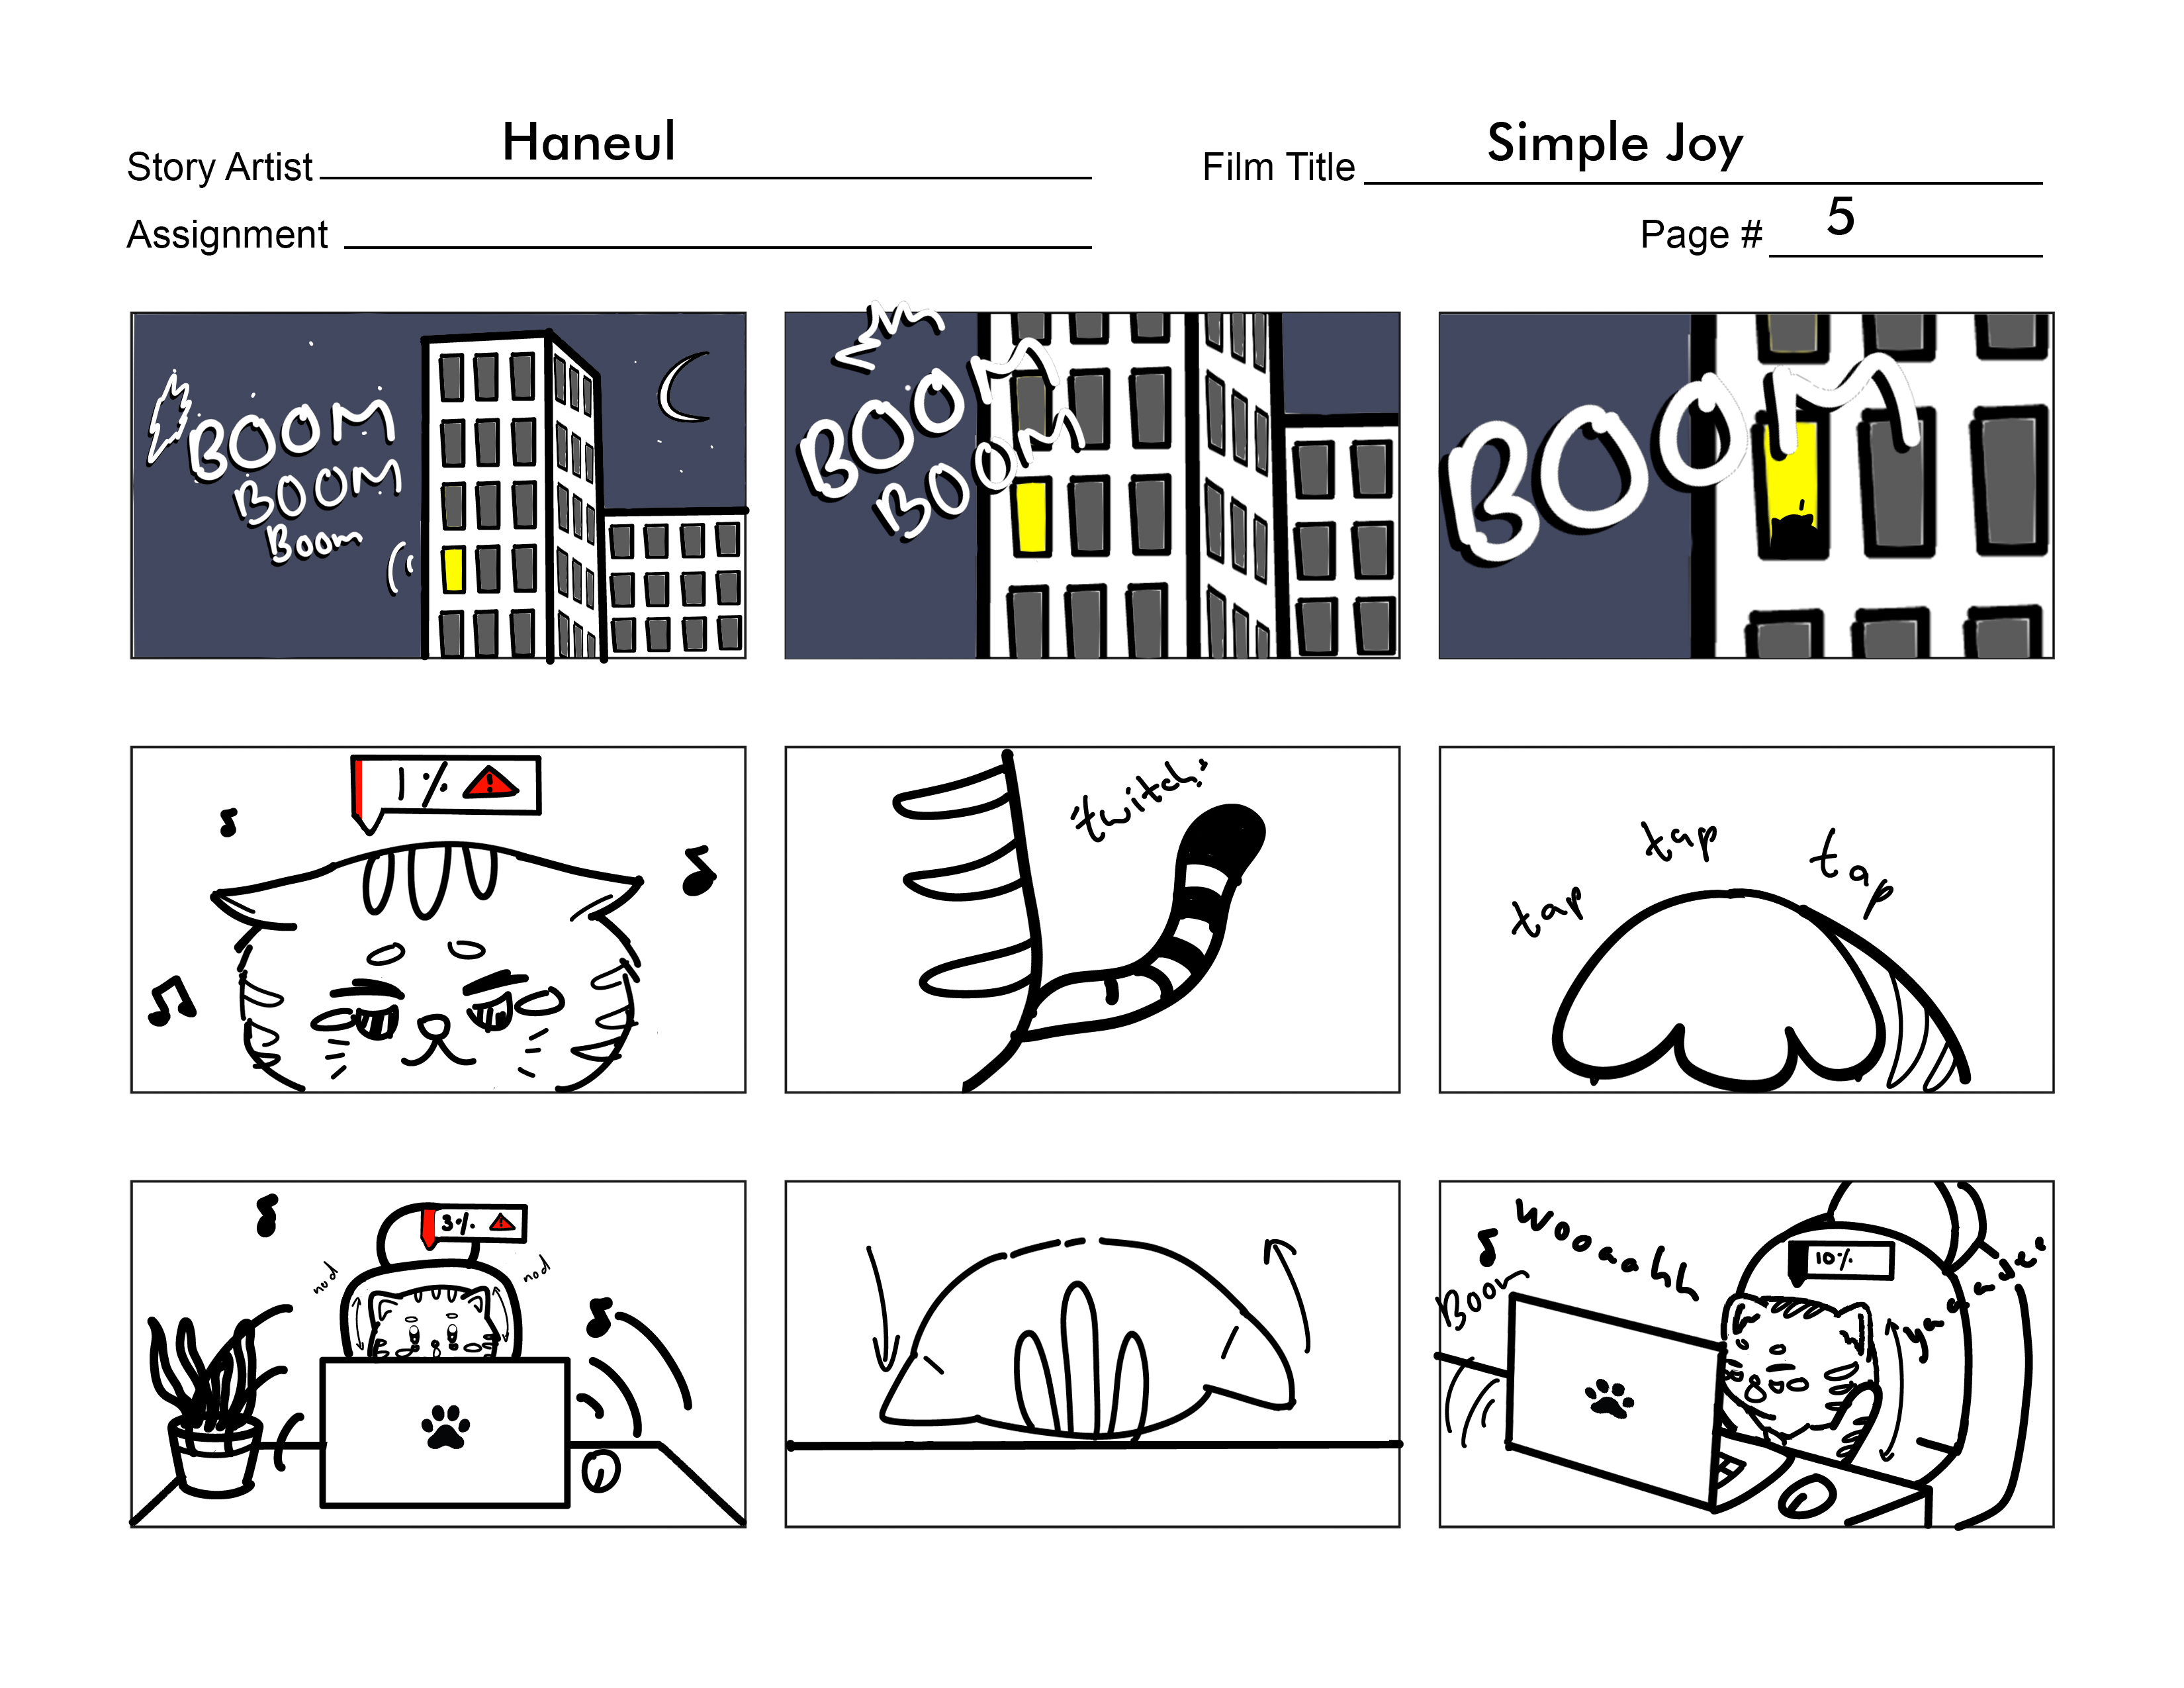 Story Artist Haneul
Film Title Simple Joy
Assignment
Page # 5
BOOM
BOOM
Boom
BOOM
BOOM
BOOM
1%
!
"twitch"
tap
tap
tap
3%
!
nod
nod
wooaahh
Boom
10%